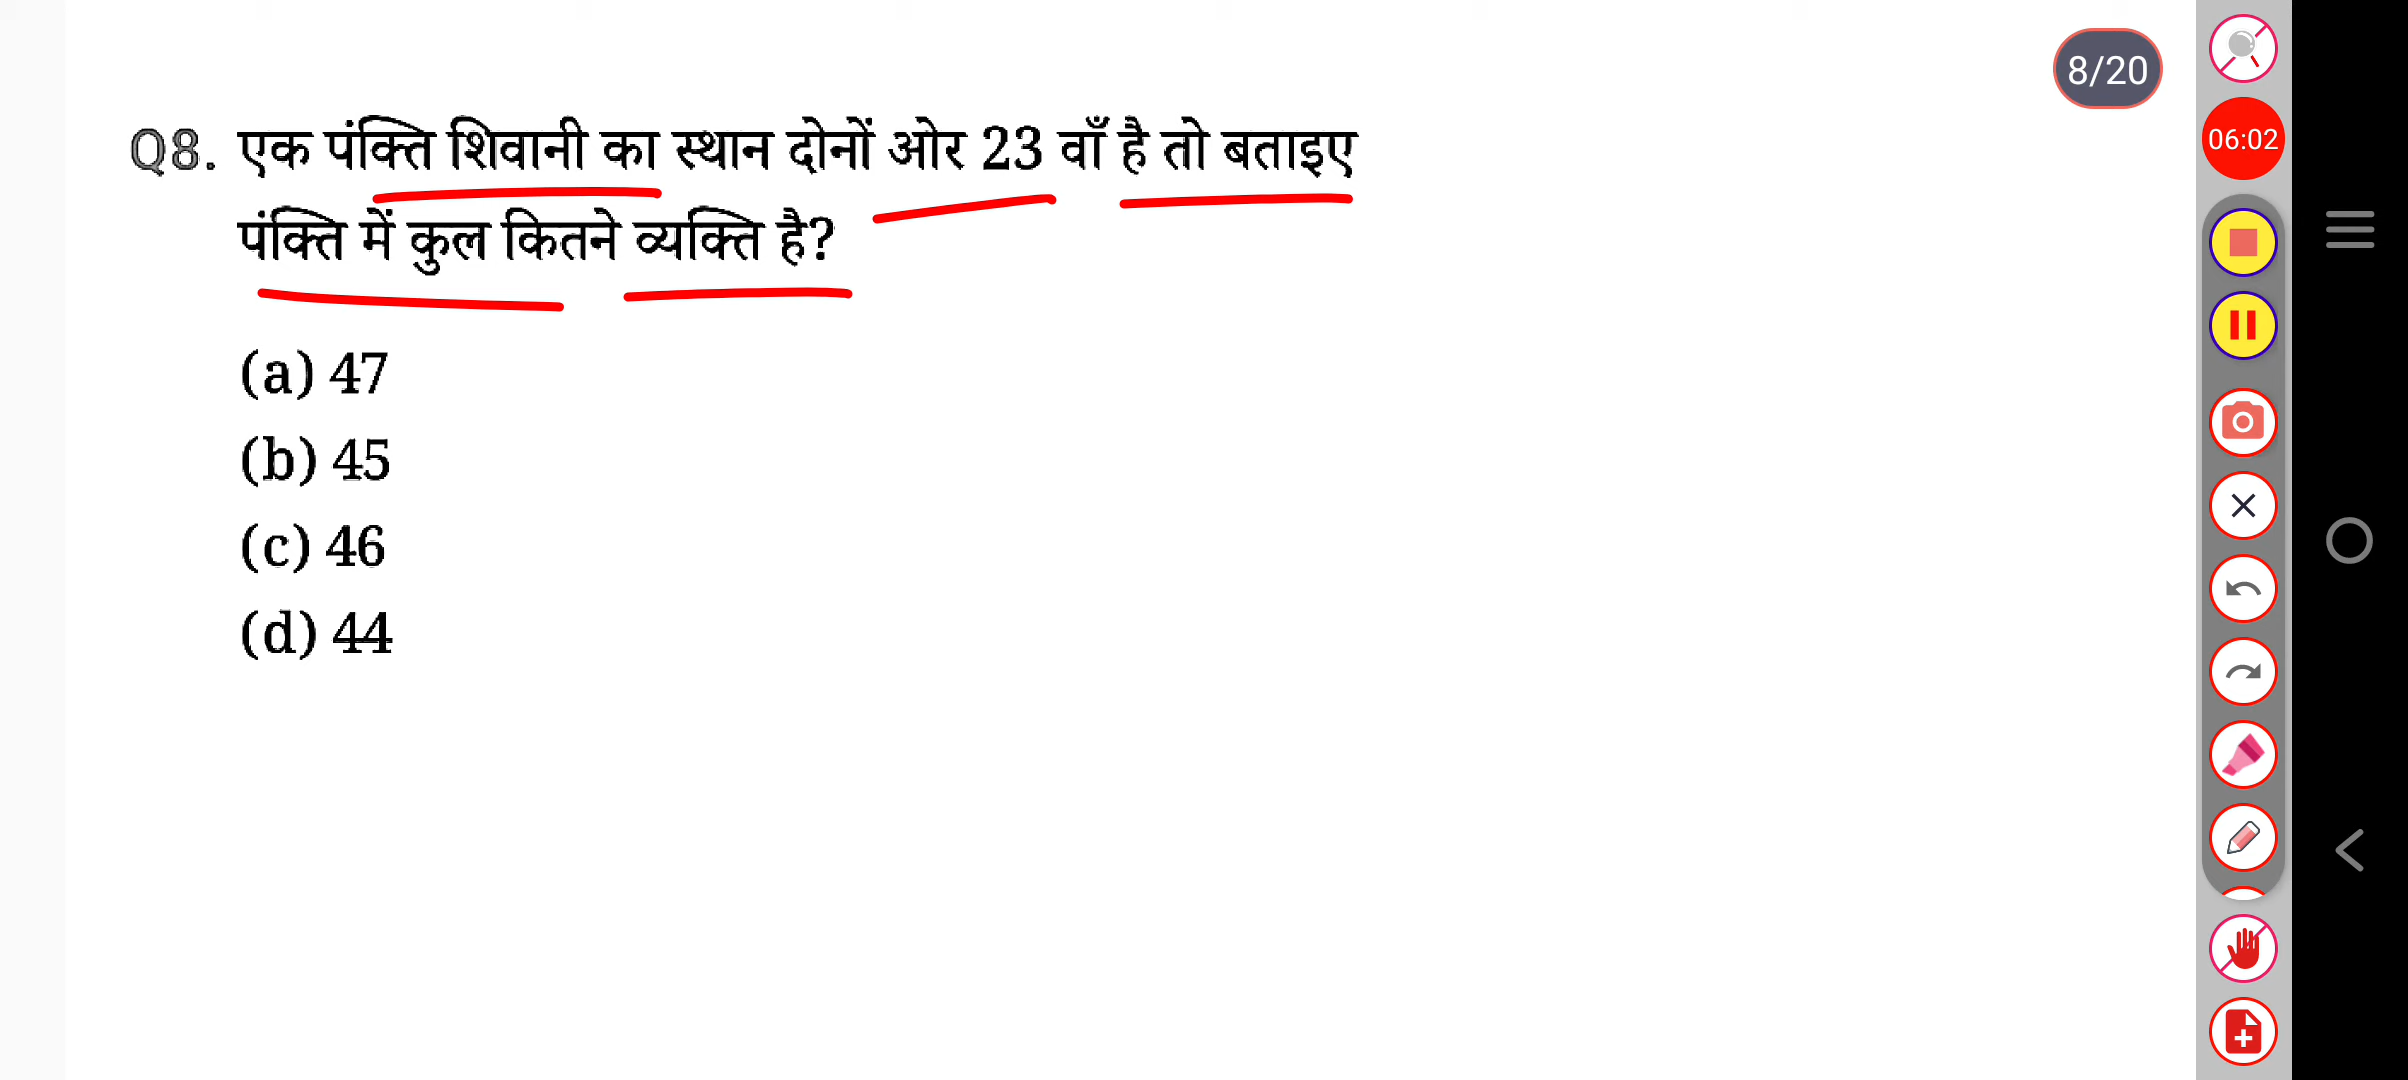 8/20
06:02
Q8. एक पंक्ति शिवानी का स्थान दोनों ओर 23 वाँ है तो बताइए
पंक्ति में कुल कितने व्यक्ति है?
(a) 47
(b) 45
(c) 46
(d) 44